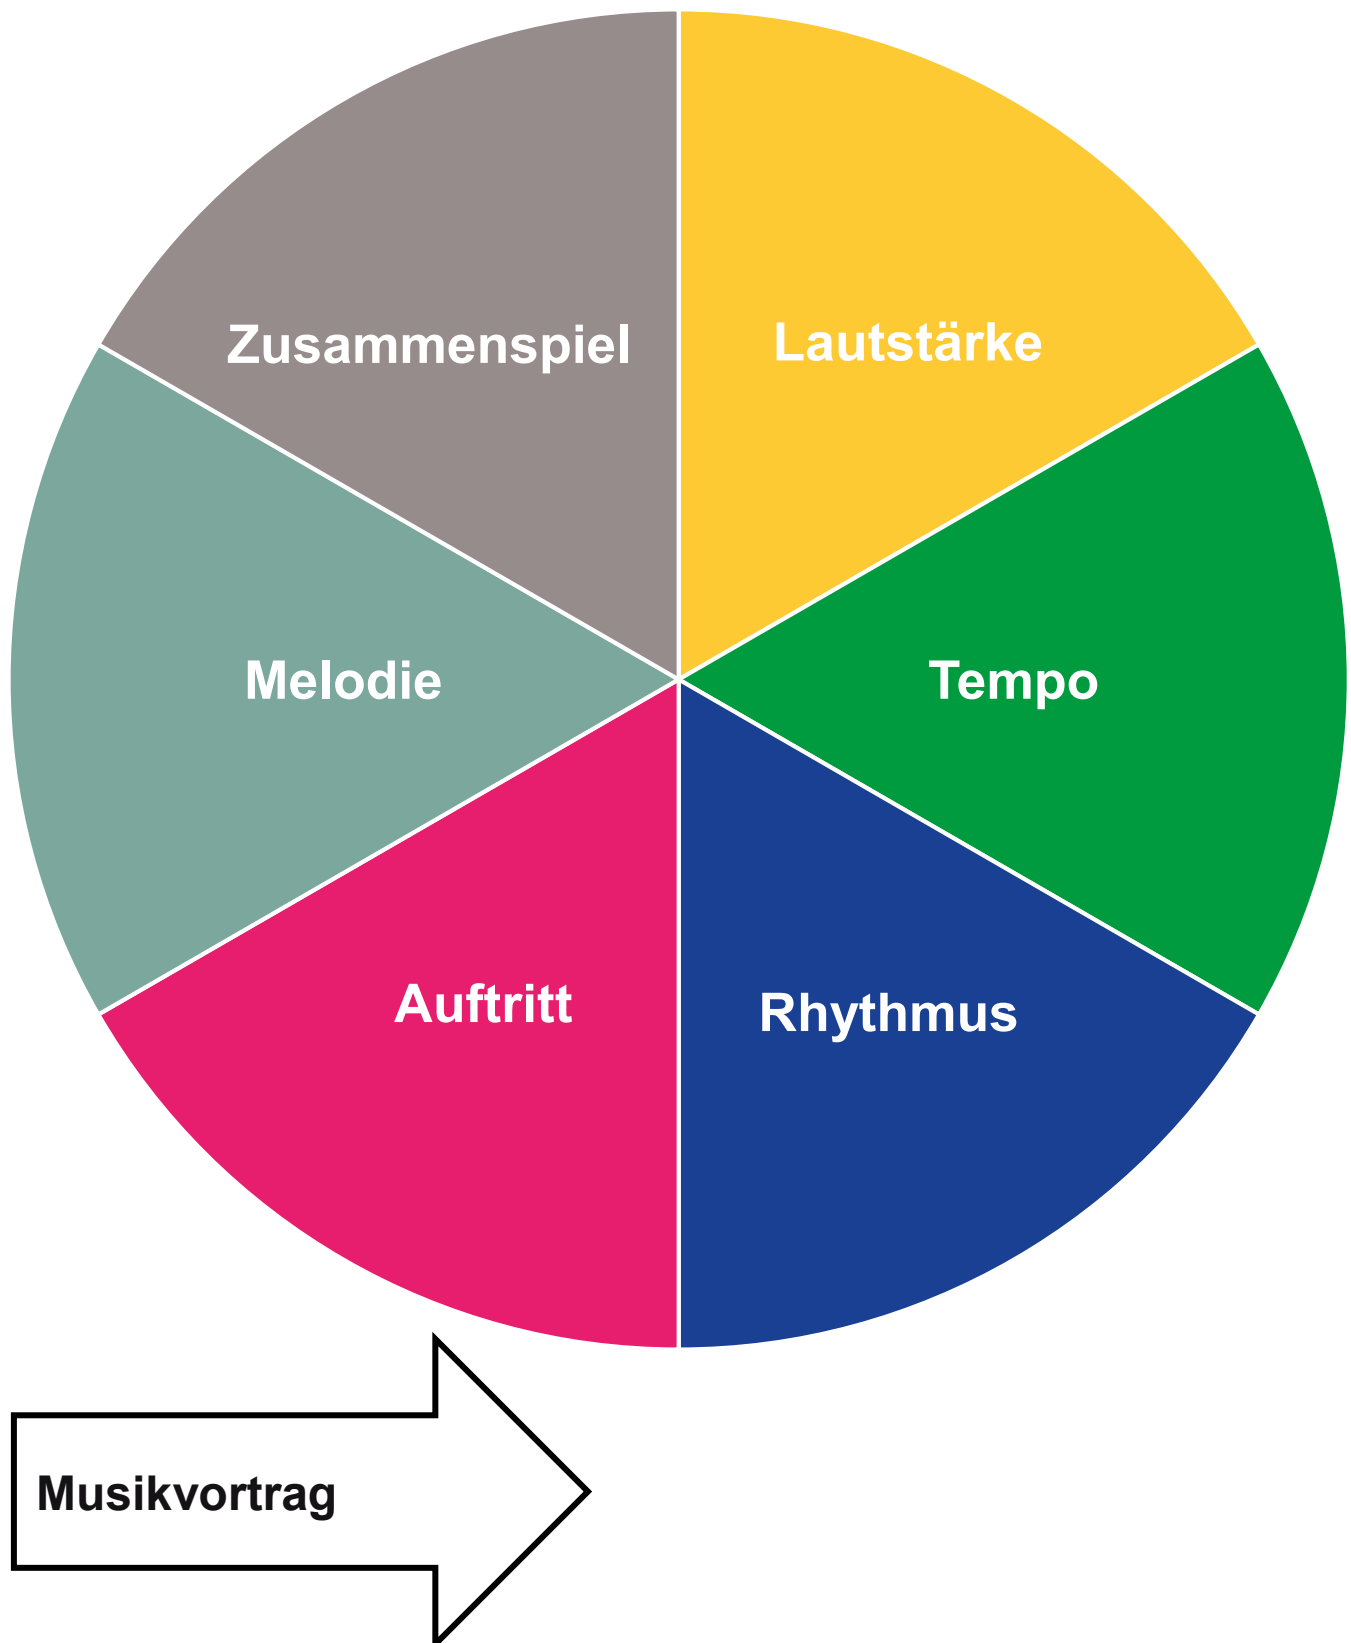 Zusammenspiel
Lautstärke
Melodie
Tempo
Auftritt
Rhythmus
Musikvortrag